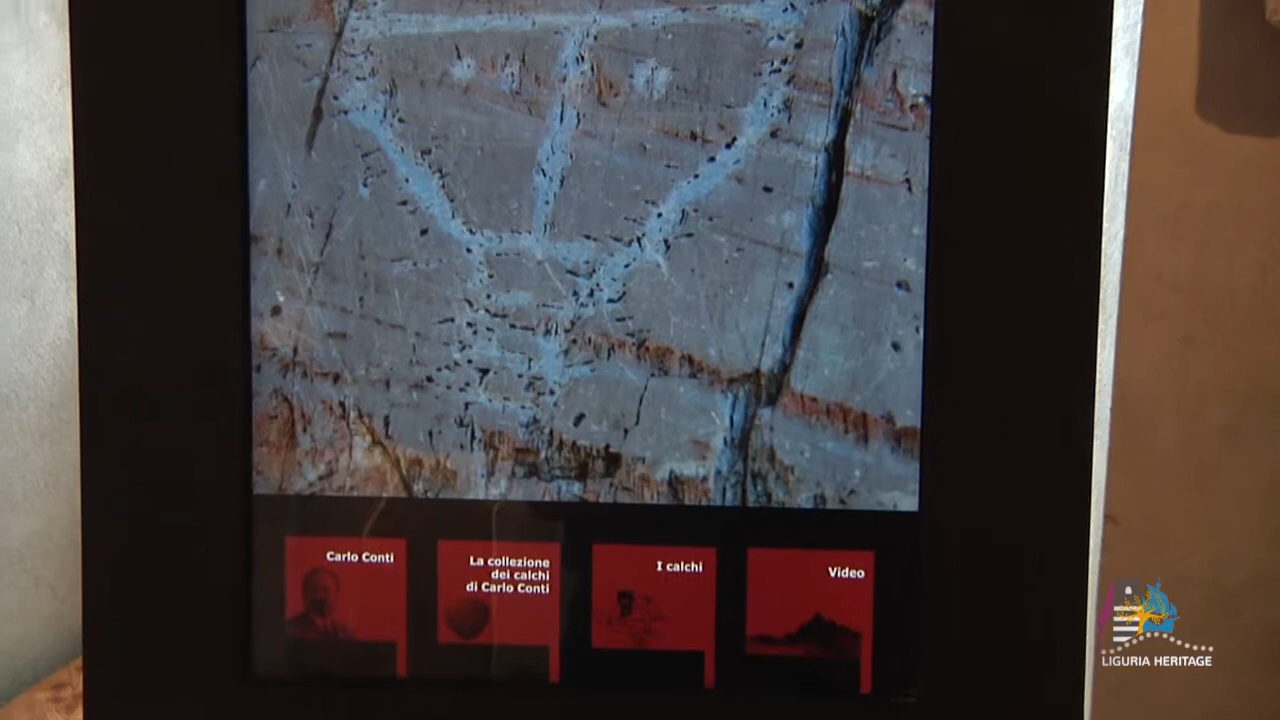 Carlo Conti
La collezione
dei calchi
di Carlo Conti
I calchi
Video
LIGURIA HERITAGE